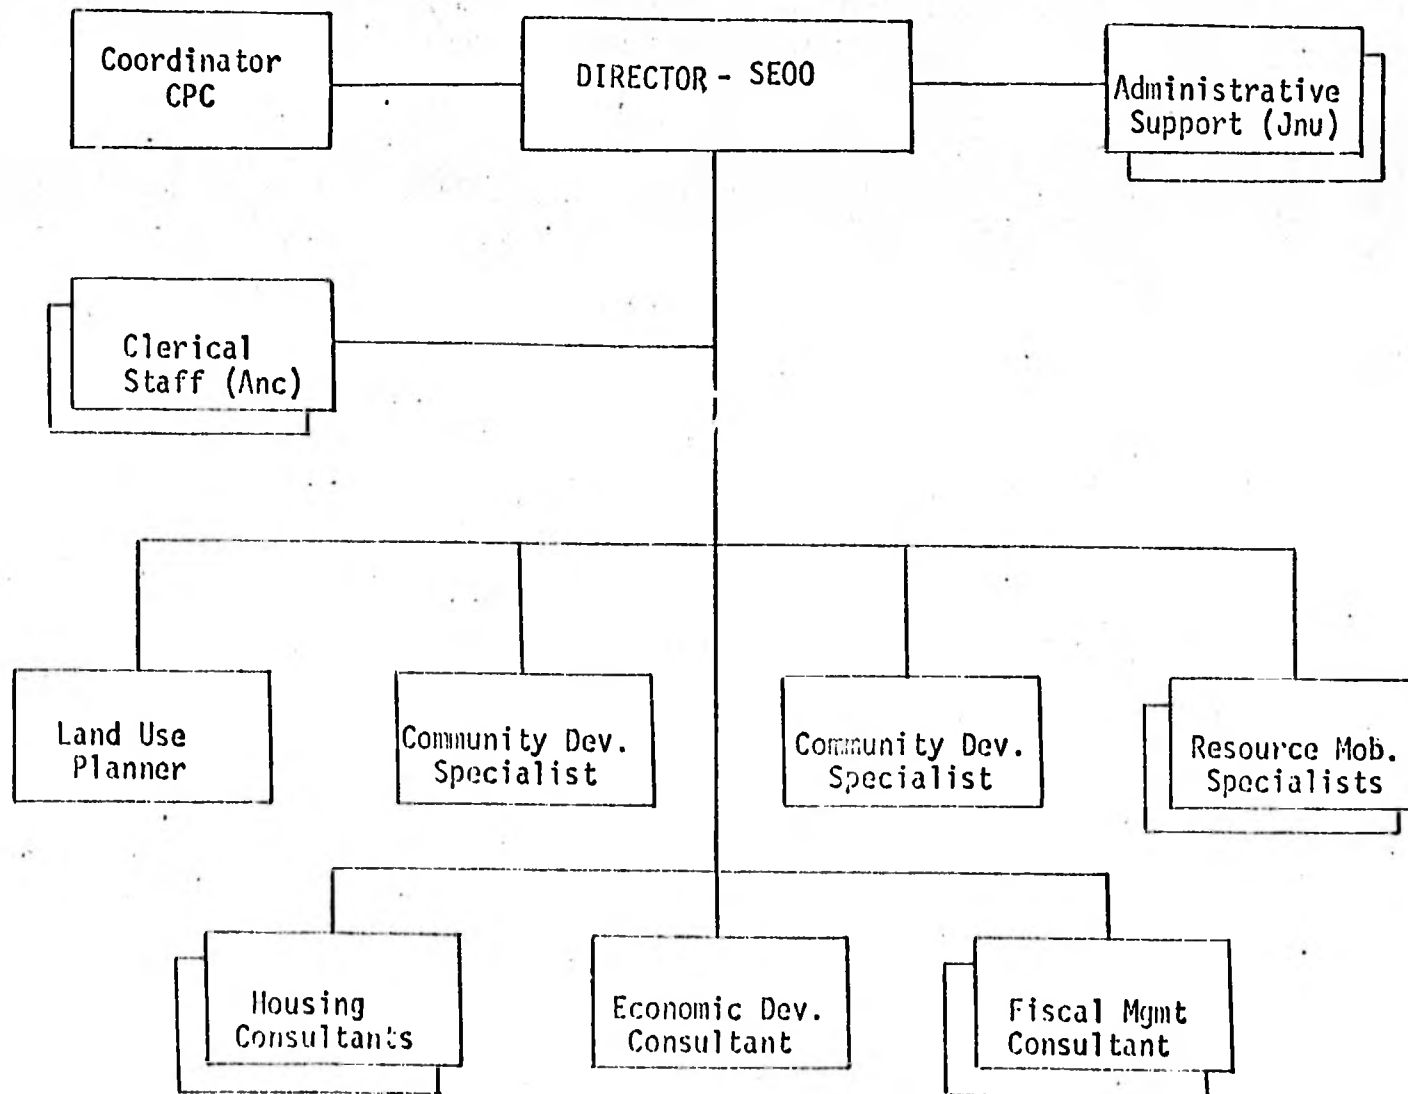 Coordinator
CPC
DIRECTOR - SEOO
Administrative
Support (Jnu)
Clerical
Staff (Anc)
Land Use
Planner
Community Dev.
Specialist
Community Dev.
Specialist
Resource Mob.
Specialists
Housing
Consultants
Economic Dev.
Consultant
Fiscal Mgmt
Consultant